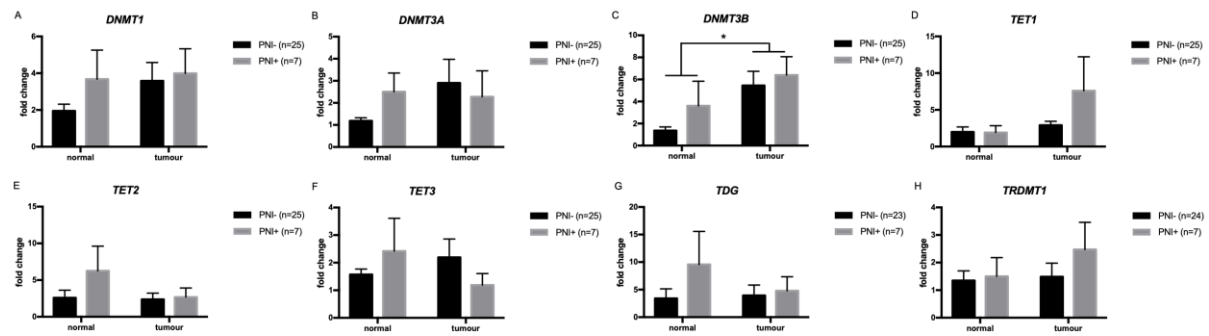 A
DNMT1
fold change
6
4
2
0
normal
tumour
PNI- (n=25)
PNI+ (n=7)
B
DNMT3A
fold change
5
4
3
2
1
0
normal
tumour
PNI- (n=25)
PNI+ (n=7)
C
DNMT3B
fold change
10
8
6
4
2
0
*
normal
tumour
PNI- (n=25)
PNI+ (n=7)
D
TET1
fold change
15
10
5
0
normal
tumour
PNI- (n=25)
PNI+ (n=7)
E
TET2
fold change
15
10
5
0
normal
tumour
PNI- (n=25)
PNI+ (n=7)
F
TET3
fold change
4
3
2
1
0
normal
tumour
PNI- (n=25)
PNI+ (n=7)
G
TDG
fold change
20
15
10
5
0
normal
tumour
PNI- (n=23)
PNI+ (n=7)
H
TRDMT1
fold change
4
3
2
1
0
normal
tumour
PNI- (n=24)
PNI+ (n=7)